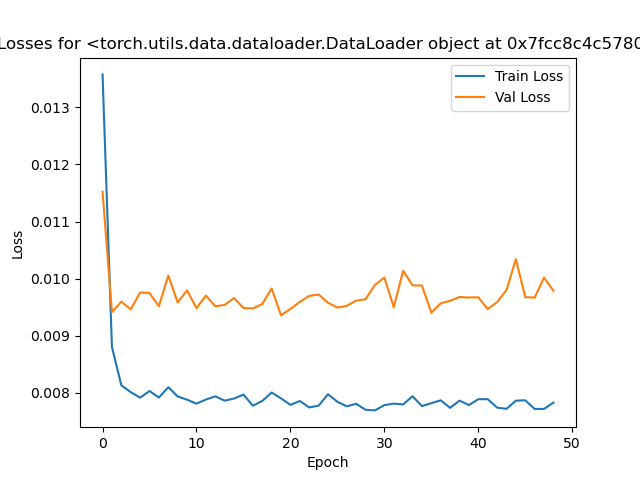 Losses for <torch.utils.data.dataloader.DataLoader object at 0x7fcc8c4c5780
Train Loss
Val Loss
0.013
0.012
0.011
0.010
0.009
0.008
Loss
0 10 20 30 40 50
Epoch